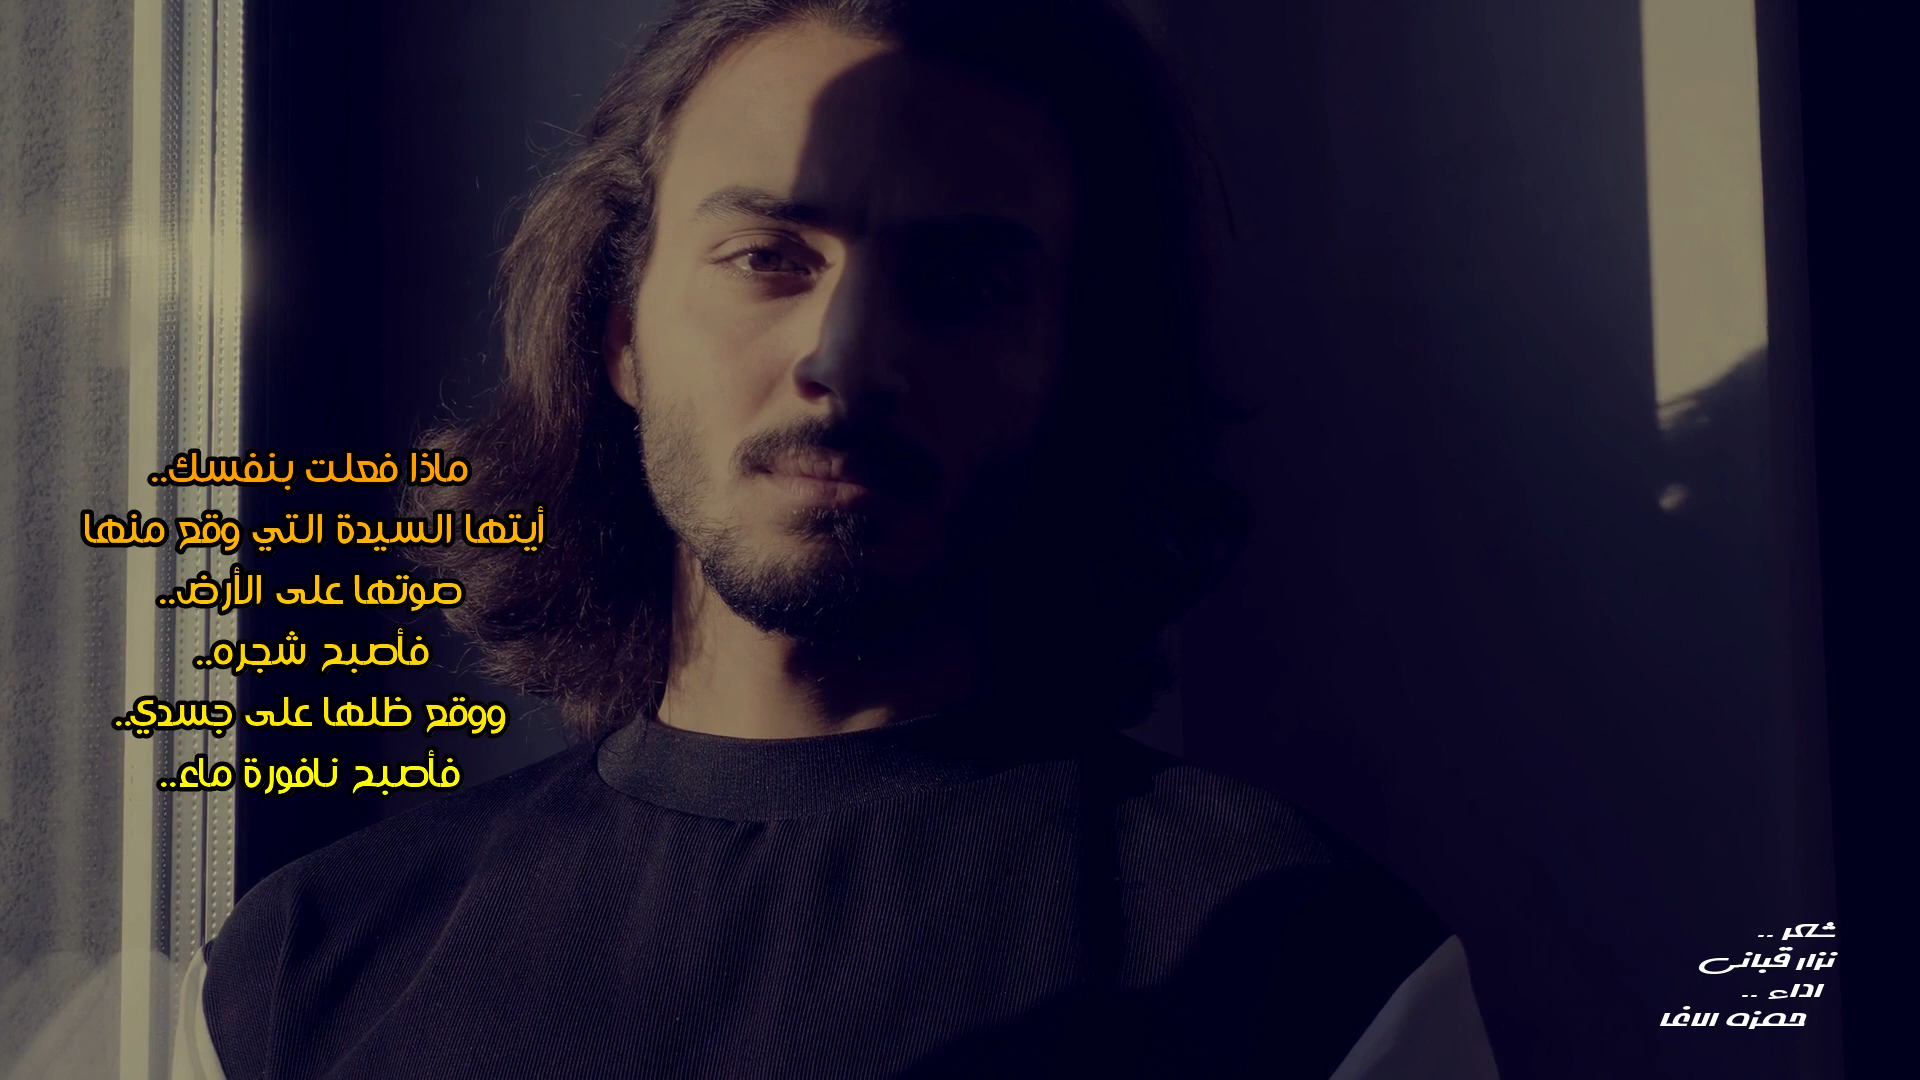 ماذا فعلت بنفسك..
أيتها السيدة التي وقع منها
صوتها على الأرض..
فأصبح شجره..
ووقع ظلها على جسدي..
فأصبح نافورة ماء..
شعر ..
نزار قبانى
اداء ..
حمزه الاغا